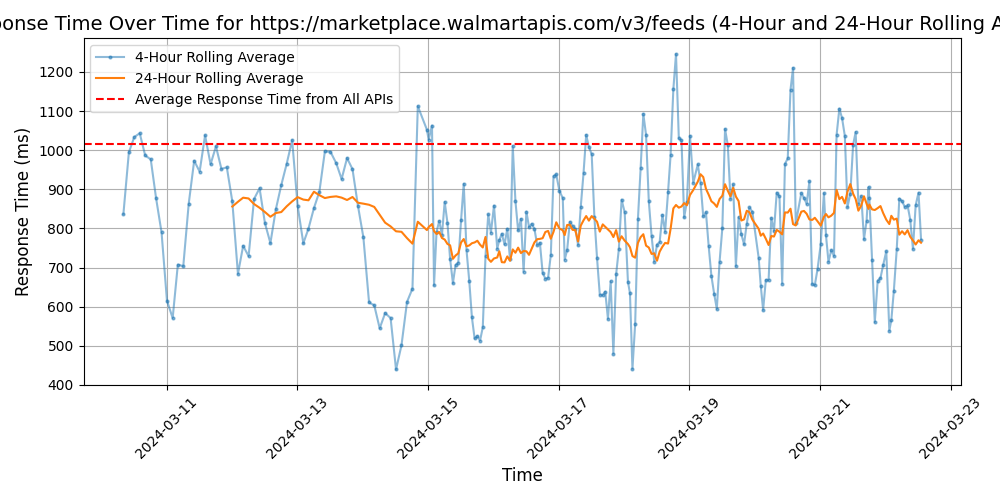 onse Time Over Time for https://marketplace.walmartapis.com/v3/feeds (4-Hour and 24-Hour Rolling A
4-Hour Rolling Average
24-Hour Rolling Average
Average Response Time from All APIs
Response Time (ms)
1200
1100
1000
900
800
700
600
500
400
2024-03-11
2024-03-13
2024-03-15
2024-03-17
2024-03-19
2024-03-21
2024-03-23
Time